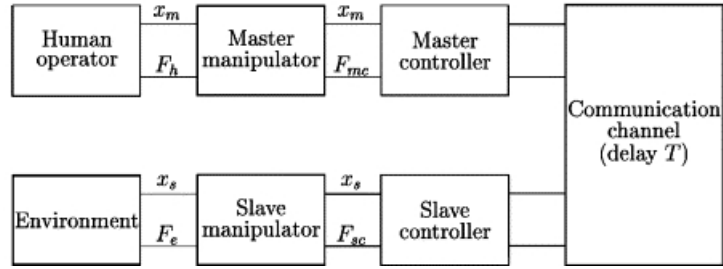 x_m
x_m
Human
operator
Master
manipulator
Master
controller
F_h
F_mc
Communication
channel
(delay T)
x_s
x_s
Environment
Slave
manipulator
Slave
controller
F_e
F_sc